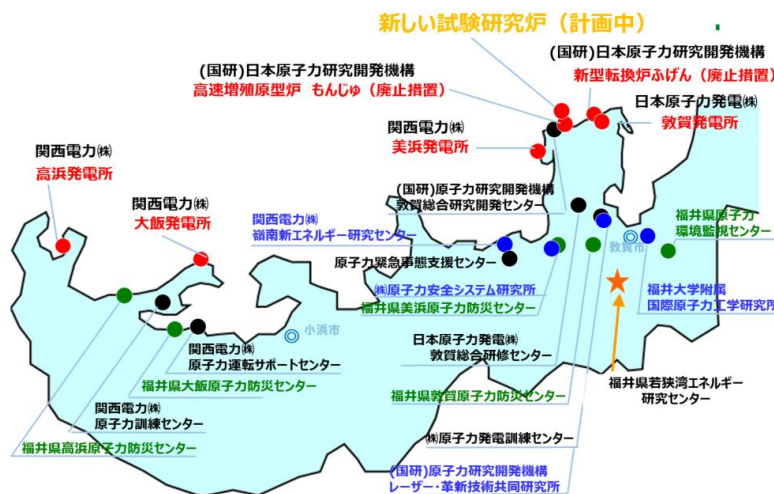 新しい試験研究炉（計画中）
(国研)日本原子力研究開発機構
高速増殖原型炉 もんじゅ（廃止措置）
(国研)日本原子力研究開発機構
新型転換炉ふげん（廃止措置）
日本原子力発電㈱
敦賀発電所
関西電力㈱
美浜発電所
関西電力㈱
高浜発電所
関西電力㈱
大飯発電所
(国研)原子力研究開発機構
敦賀総合研究開発センター
関西電力㈱
嶺南新エネルギー研究センター
原子力緊急事態支援センター
㈱原子力安全システム研究所
福井県美浜原子力防災センター
敦賀市
福井県原子力
環境監視センター
福井大学附属
国際原子力工学研究所
小浜市
日本原子力発電㈱
敦賀総合研修センター
関西電力㈱
原子力運転サポートセンター
福井県大飯原子力防災センター
福井県敦賀原子力防災センター
福井県若狭湾エネルギー
研究センター
関西電力㈱
原子力訓練センター
福井県高浜原子力防災センター
㈱原子力発電訓練センター
(国研)原子力研究開発機構
レーザー・革新技術共同研究所